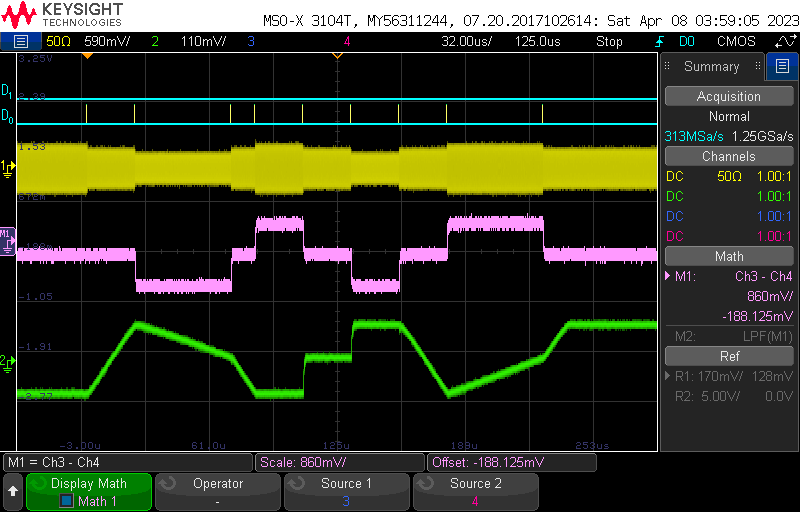 KEYSIGHT
TECHNOLOGIES
MSO-X 3104T, MY56311244, 07.20.2017102614: Sat Apr 08 03:59:05 2023
50Ω 590mV/ 2 110mV/ 3 4 32.00us/ 125.0us Stop D0 CMOS
3.25V
D1
2.39
D0
1.53
1
672m
M1
-188m
-1.05
-1.91
2
-2.77
-3.00u 61.0u 125u 189u 253us
Summary
Acquisition
Normal
313MSa/s 1.25GSa/s
Channels
DC 50Ω 1.00:1
DC 1.00:1
DC 1.00:1
DC 1.00:1
Math
M1: Ch3 - Ch4
860mV/
-188.125mV
M2: LPF(M1)
Ref
R1: 170mV/ 128mV
R2: 5.00V/ 0.0V
M1 = Ch3 - Ch4 Scale: 860mV/ Offset: -188.125mV
Display Math Operator Source 1 Source 2
Math 1 - 3 4